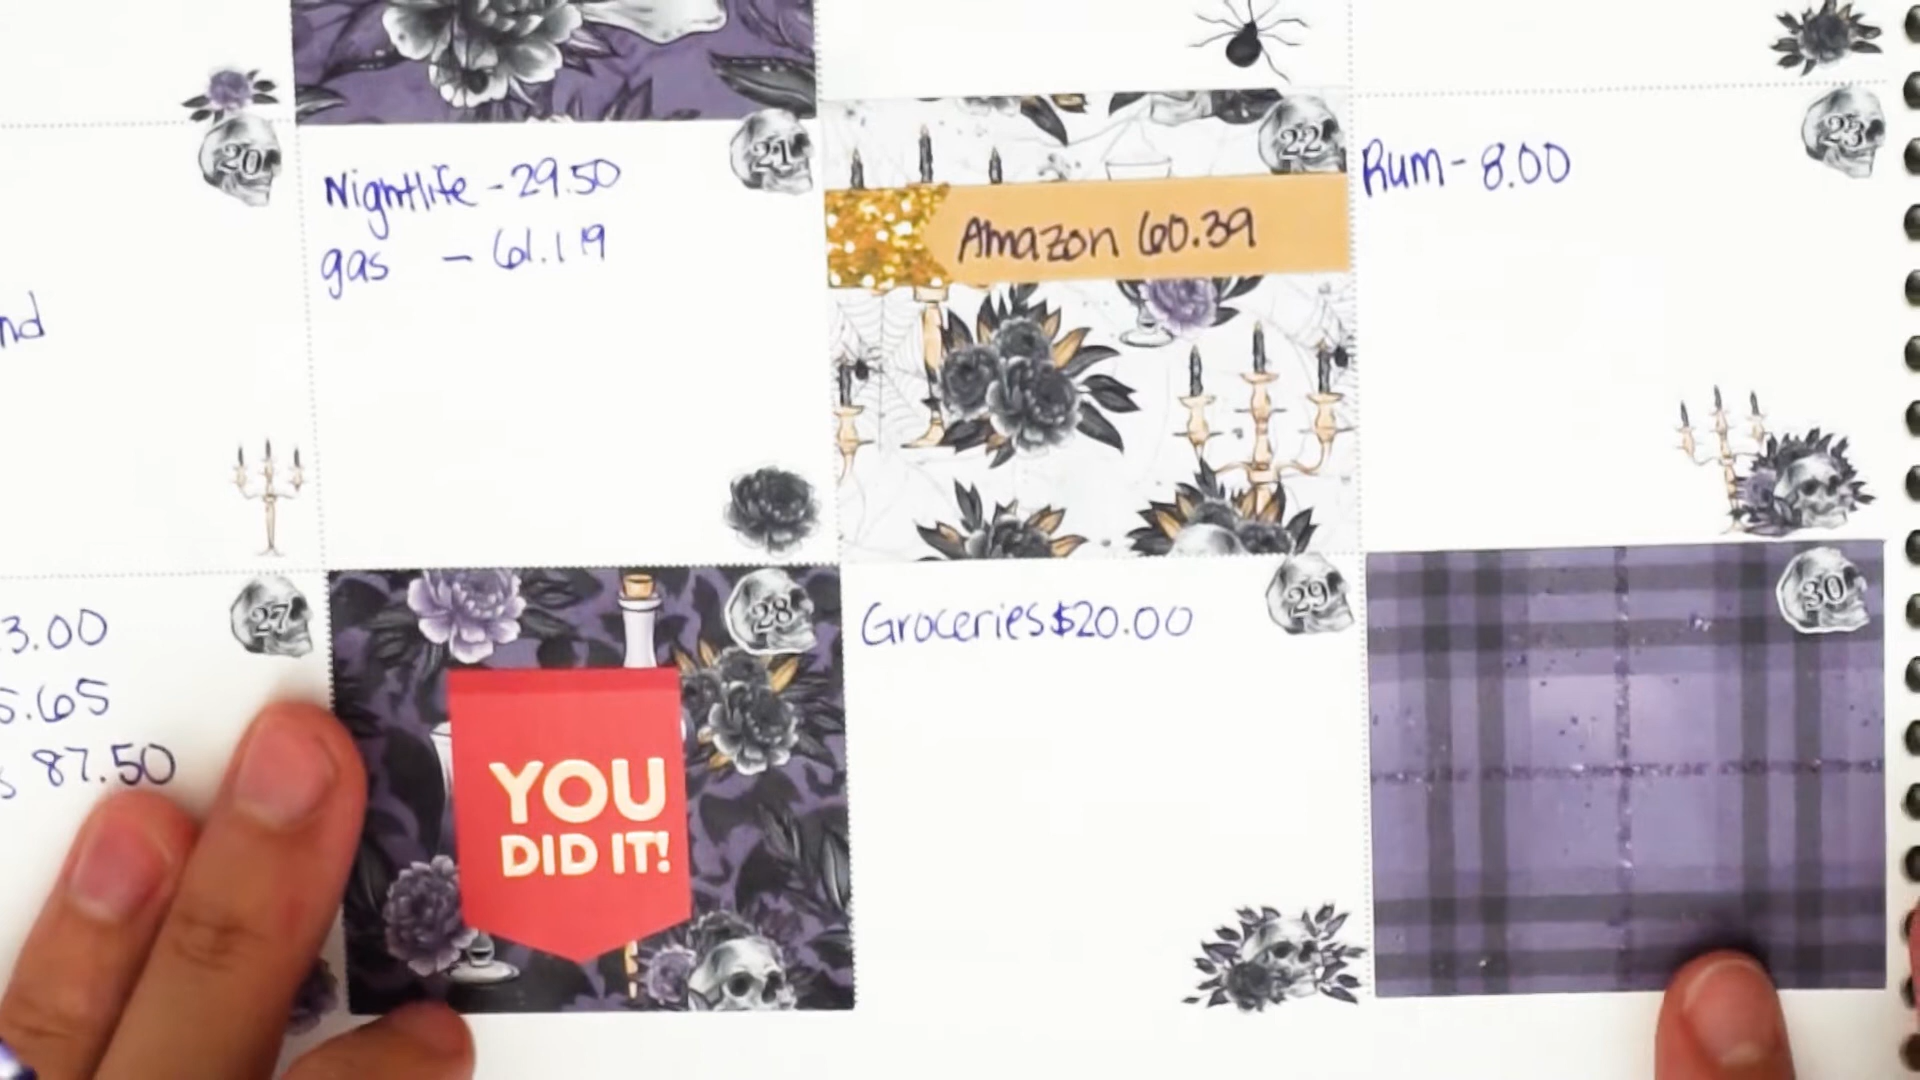 20
21
22
23
Nightlife - 29.50
gas - 61.119
Amazon 60.39
Rum - 8.00
nd
27
28
29
30
3.00
5.65
s 87.50
YOU
DID IT!
Groceries $20.00